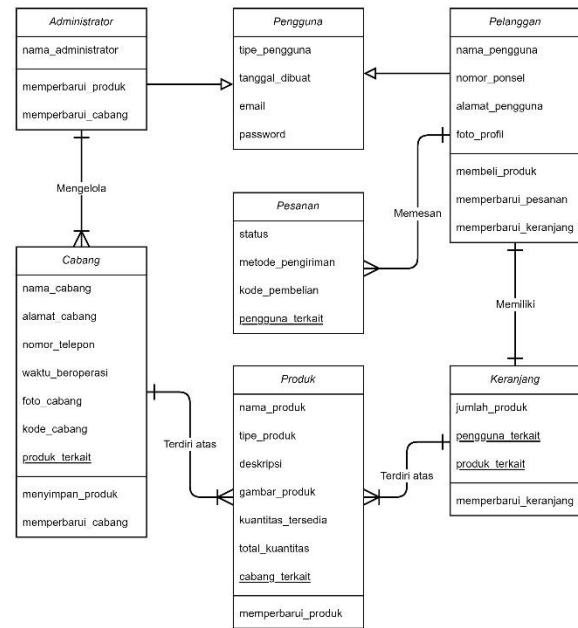 Administrator
nama_administrator
memperbarui_produk
memperbarui_cabang
Pengguna
tipe_pengguna
tanggal_dibuat
email
password
Pelanggan
nama_pengguna
nomor_ponsel
alamat_pengguna
foto_profil
membeli_produk
memperbarui_pesanan
memperbarui_keranjang
Mengelola
Memesan
Memiliki
Pesanan
status
metode_pengiriman
kode_pembelian
pengguna_terkait
Cabang
nama_cabang
alamat_cabang
nomor_telepon
waktu_beroperasi
foto_cabang
kode_cabang
produk_terkait
menyimpan_produk
memperbarui_cabang
Terdiri atas
Produk
nama_produk
tipe_produk
deskripsi
gambar_produk
kuantitas_tersedia
total_kuantitas
cabang_terkait
memperbarui_produk
Terdiri atas
Keranjang
jumlah_produk
pengguna_terkait
produk_terkait
memperbarui_keranjang